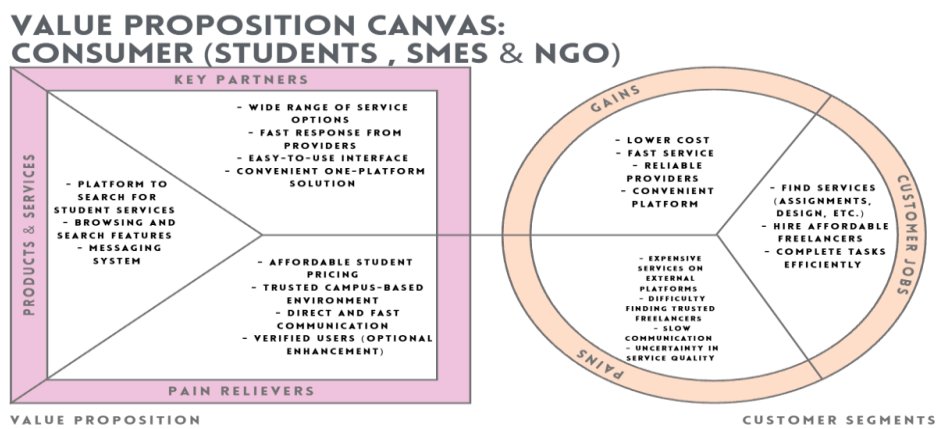 VALUE PROPOSITION CANVAS:
CONSUMER (STUDENTS , SMES & NGO)
KEY PARTNERS
- WIDE RANGE OF SERVICE
OPTIONS
- FAST RESPONSE FROM
PROVIDERS
- EASY-TO-USE INTERFACE
- CONVENIENT ONE-PLATFORM
SOLUTION
PRODUCTS & SERVICES
- PLATFORM TO
SEARCH FOR
STUDENT SERVICES
- BROWSING AND
SEARCH FEATURES
- MESSAGING
SYSTEM
- AFFORDABLE STUDENT
PRICING
- TRUSTED CAMPUS-BASED
ENVIRONMENT
- DIRECT AND FAST
COMMUNICATION
- VERIFIED USERS (OPTIONAL
ENHANCEMENT)
PAIN RELIEVERS
VALUE PROPOSITION
GAINS
- LOWER COST
- FAST SERVICE
- RELIABLE
PROVIDERS
- CONVENIENT
PLATFORM
- FIND SERVICES
(ASSIGNMENTS,
DESIGN, ETC.)
- HIRE AFFORDABLE
FREELANCERS
- COMPLETE TASKS
EFFICIENTLY
CUSTOMER JOBS
- EXPENSIVE
SERVICES ON
EXTERNAL
PLATFORMS
- DIFFICULTY
FINDING TRUSTED
FREELANCERS
- SLOW
COMMUNICATION
- UNCERTAINTY IN
SERVICE QUALITY
PAINS
CUSTOMER SEGMENTS